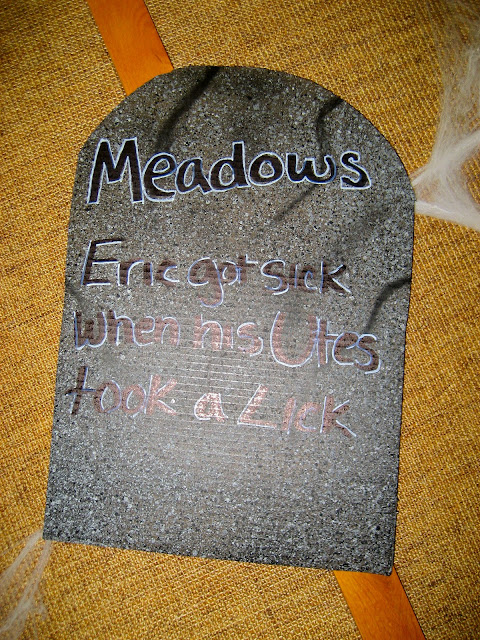 Meadows
Eric got sick
when his Utes
took a Lick